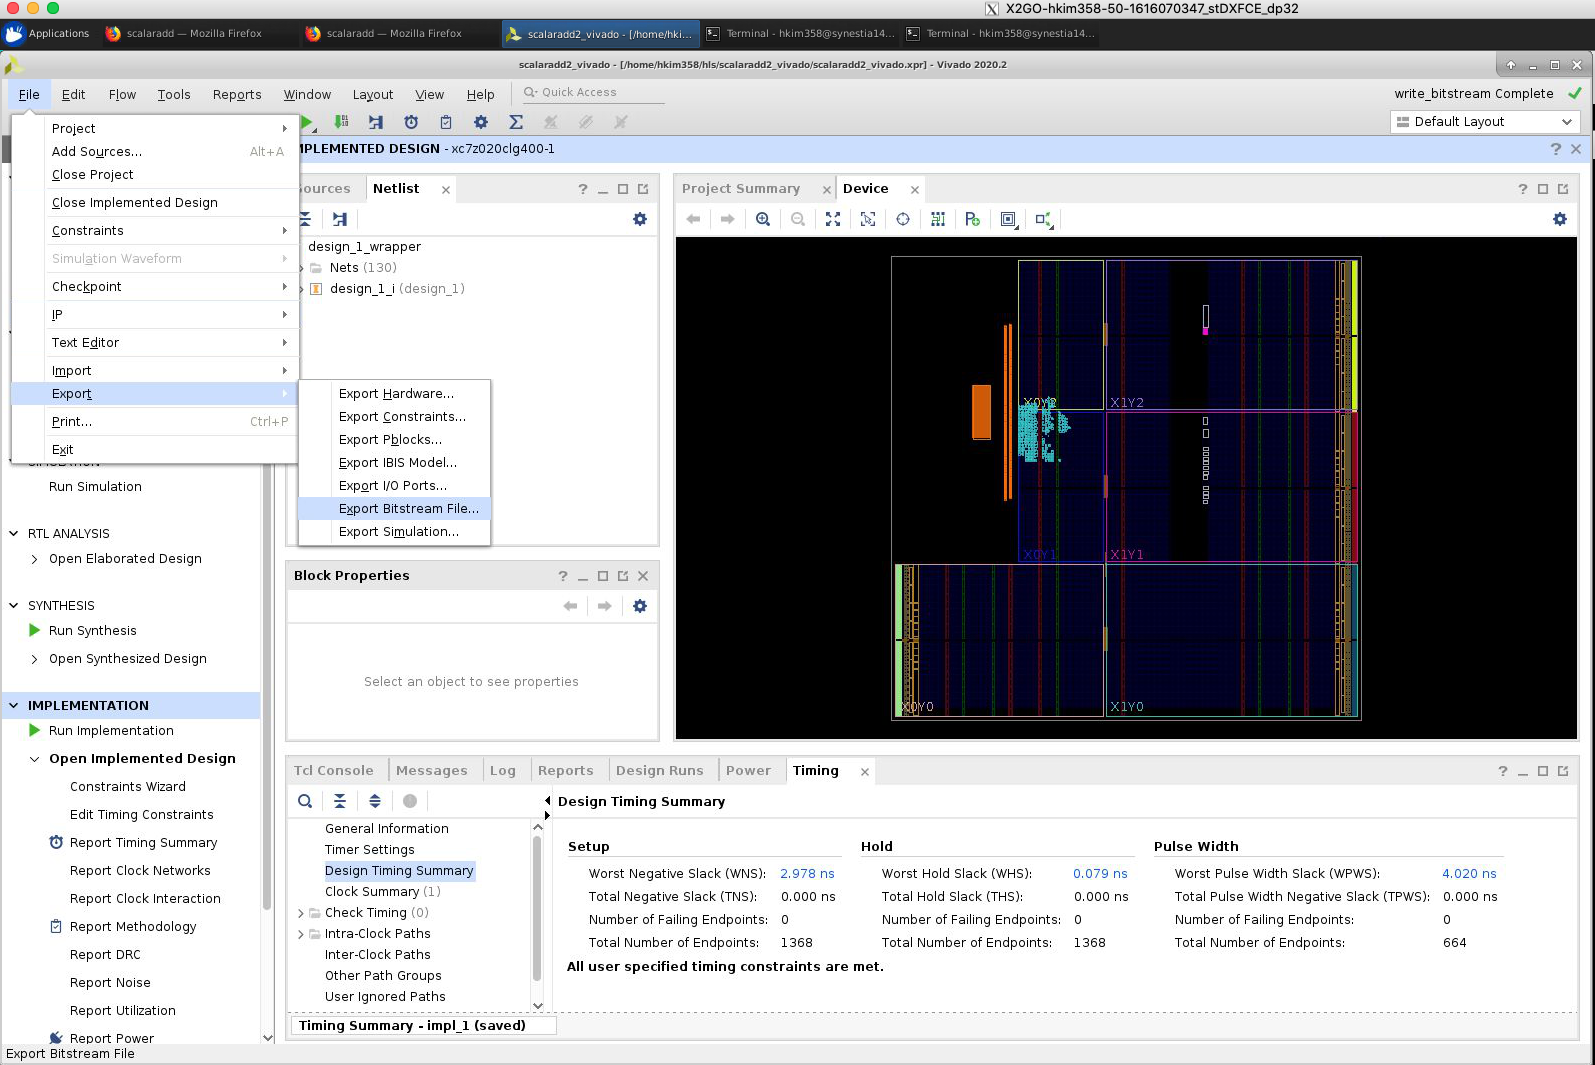 X2GO-hkim358-50-1616070347_stDXFCE_dp32
Applications
scalaradd — Mozilla Firefox
scalaradd — Mozilla Firefox
scalaradd2_vivado - [/home/hki...
Terminal - hkim358@synestia14...
Terminal - hkim358@synestia14...
scalaradd2_vivado - [/home/hkim358/hls/scalaradd2_vivado/scalaradd2_vivado.xpr] - Vivado 2020.2
File Edit Flow Tools Reports Window Layout View Help
Quick Access
write_bitstream Complete
Default Layout
Project
Add Sources... Alt+A
Close Project
Close Implemented Design
Constraints
Simulation Waveform
Checkpoint
IP
Text Editor
Import
Export
Print... Ctrl+P
Exit
Export Hardware...
Export Constraints...
Export Pblocks...
Export IBIS Model...
Export I/O Ports...
Export Bitstream File...
Export Simulation...
MPLEMENTED DESIGN - xc7z020clg400-1
ources Netlist
design_1_wrapper
Nets (130)
design_1_i (design_1)
Project Summary Device
X0Y2
X1Y2
X0Y1
X1Y1
X0Y0
X1Y0
Run Simulation
RTL ANALYSIS
Open Elaborated Design
SYNTHESIS
Run Synthesis
Open Synthesized Design
IMPLEMENTATION
Run Implementation
Open Implemented Design
Constraints Wizard
Edit Timing Constraints
Report Timing Summary
Report Clock Networks
Report Clock Interaction
Report Methodology
Report DRC
Report Noise
Report Utilization
Report Power
Block Properties
Select an object to see properties
Tcl Console Messages Log Reports Design Runs Power Timing
General Information
Timer Settings
Design Timing Summary
Clock Summary (1)
Check Timing (0)
Intra-Clock Paths
Inter-Clock Paths
Other Path Groups
User Ignored Paths
Design Timing Summary
Setup
Worst Negative Slack (WNS): 2.978 ns
Total Negative Slack (TNS): 0.000 ns
Number of Failing Endpoints: 0
Total Number of Endpoints: 1368
Hold
Worst Hold Slack (WHS): 0.079 ns
Total Hold Slack (THS): 0.000 ns
Number of Failing Endpoints: 0
Total Number of Endpoints: 1368
Pulse Width
Worst Pulse Width Slack (WPWS): 4.020 ns
Total Pulse Width Negative Slack (TPWS): 0.000 ns
Number of Failing Endpoints: 0
Total Number of Endpoints: 664
All user specified timing constraints are met.
Timing Summary - impl_1 (saved)
Export Bitstream File